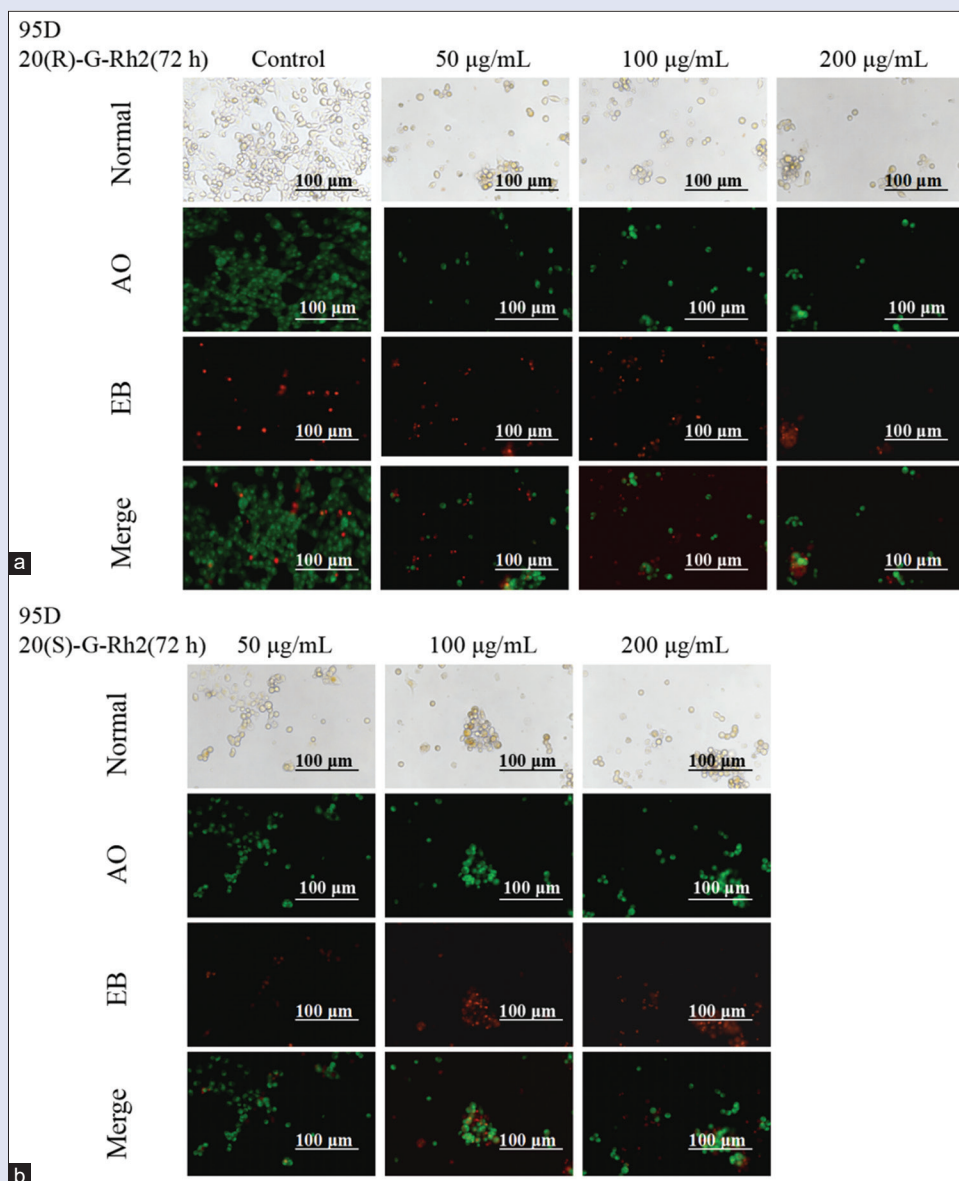 95D
20(R)-G-Rh2(72 h) Control 50 µg/mL 100 µg/mL 200 µg/mL
Normal 100 µm 100 µm 100 µm 100 µm
AO 100 µm 100 µm 100 µm 100 µm
EB 100 µm 100 µm 100 µm 100 µm
Merge 100 µm 100 µm 100 µm 100 µm
a
95D
20(S)-G-Rh2(72 h) 50 µg/mL 100 µg/mL 200 µg/mL
Normal 100 µm 100 µm 100 µm
AO 100 µm 100 µm 100 µm
EB 100 µm 100 µm 100 µm
Merge 100 µm 100 µm 100 µm
b